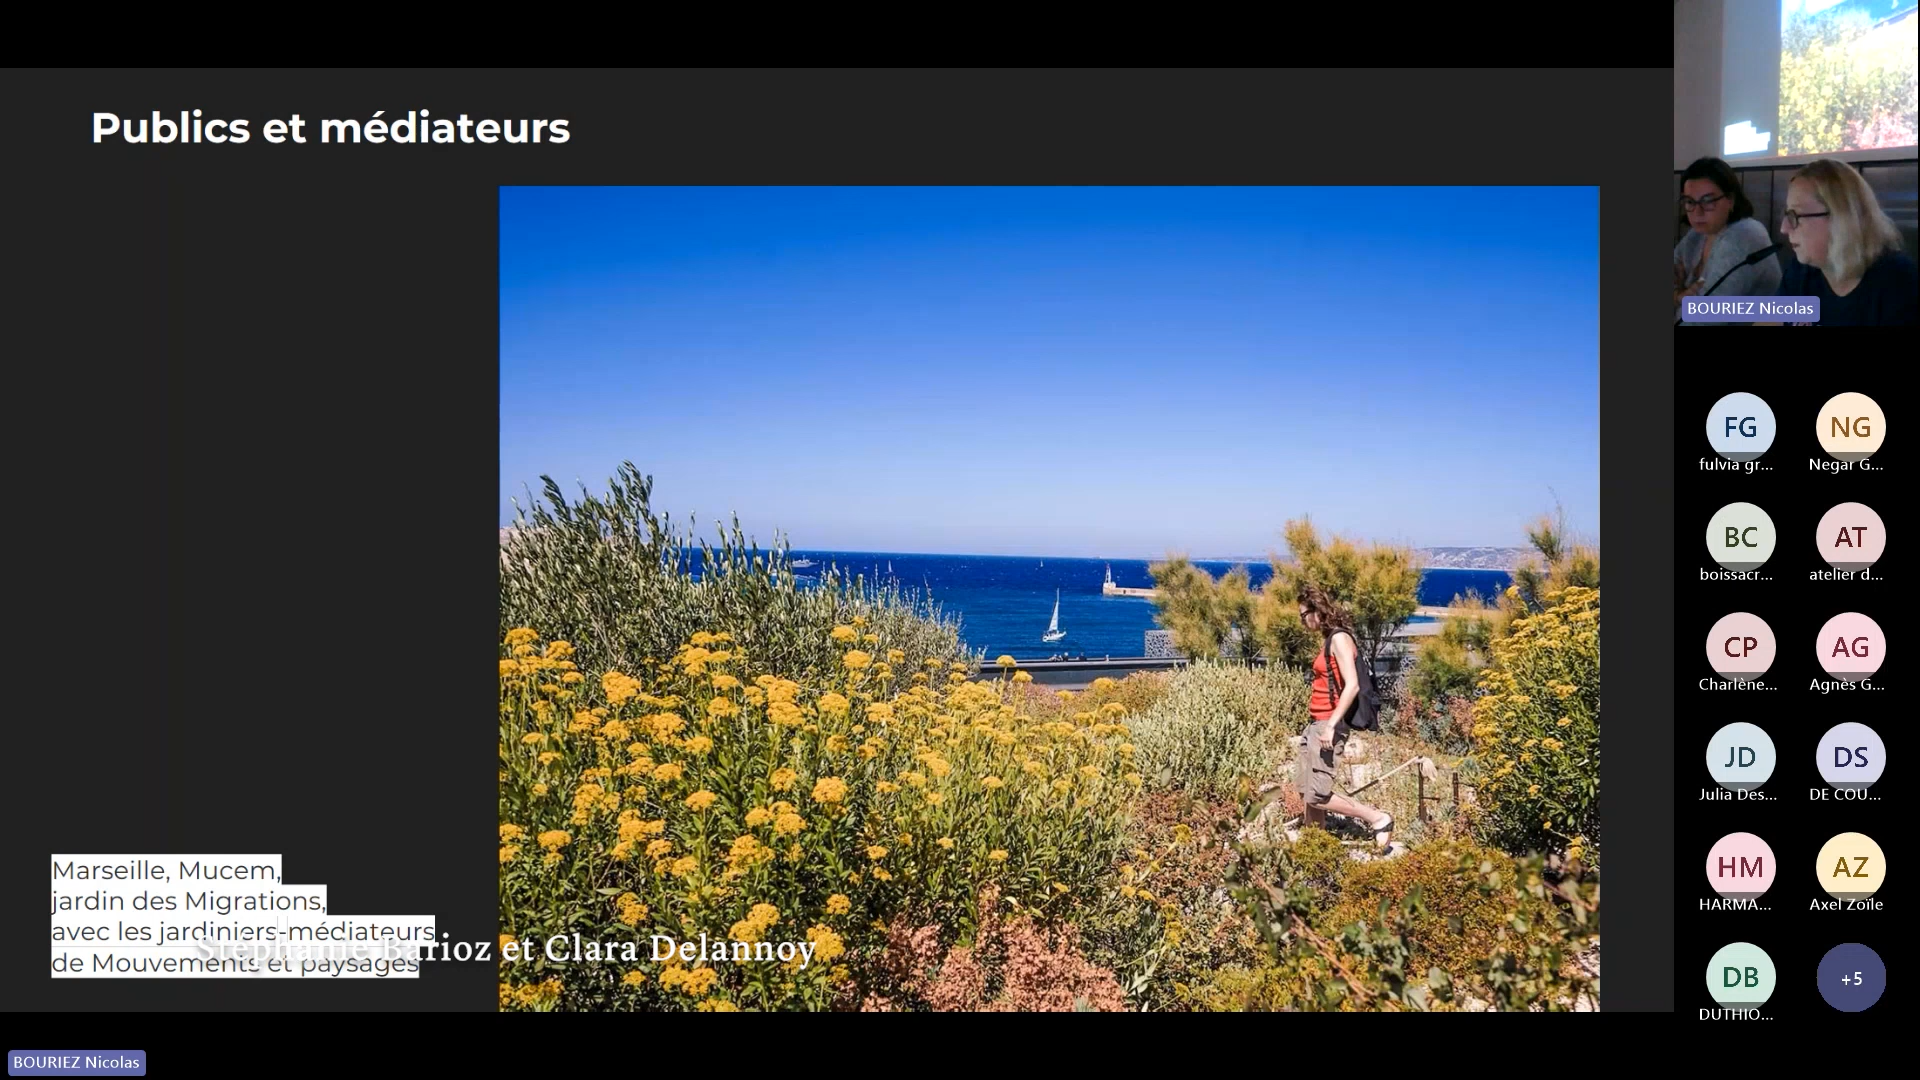 Publics et médiateurs
Marseille, Mucem,
jardin des Migrations,
avec les jardiniers-médiateurs
de Mouvements et paysages
Stéphanie Barioz et Clara Delannoy
BOURIEZ Nicolas
FG
NG
fulvia gr...
Negar G...
BC
AT
boissacr...
atelier d...
CP
AG
Charlène...
Agnès G...
JD
DS
Julia Des...
DE COU...
HM
AZ
HARMA...
Axel Zoïle
DB
+5
DUTHIO...
BOURIEZ Nicolas